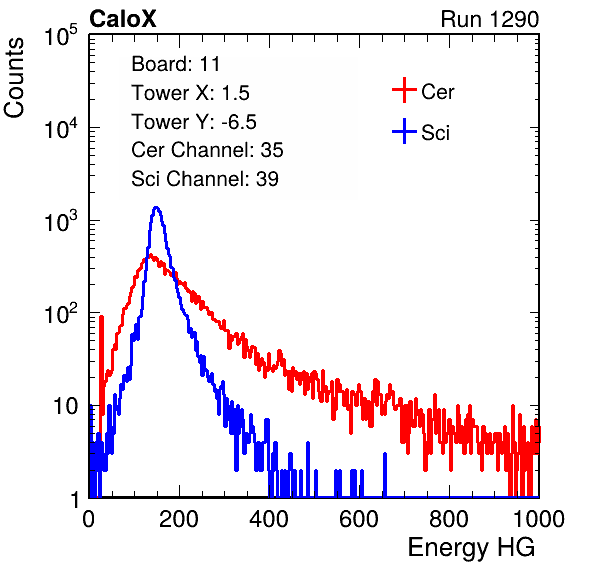 CaloX Run 1290
Counts
Board: 11
Tower X: 1.5
Tower Y: -6.5
Cer Channel: 35
Sci Channel: 39
Cer
Sci
10^5
10^4
10^3
10^2
10
1
0 200 400 600 800 1000
Energy HG